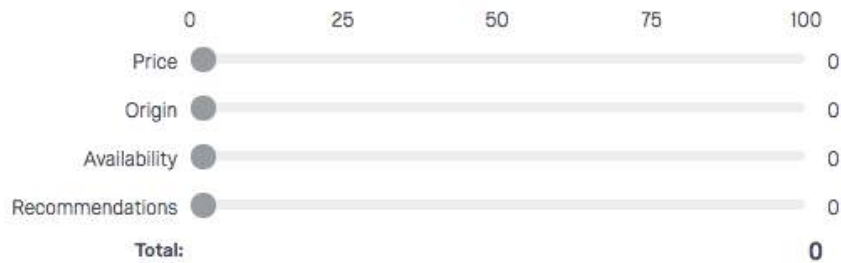 0 25 50 75 100
Price 0
Origin 0
Availability 0
Recommendations 0
Total: 0